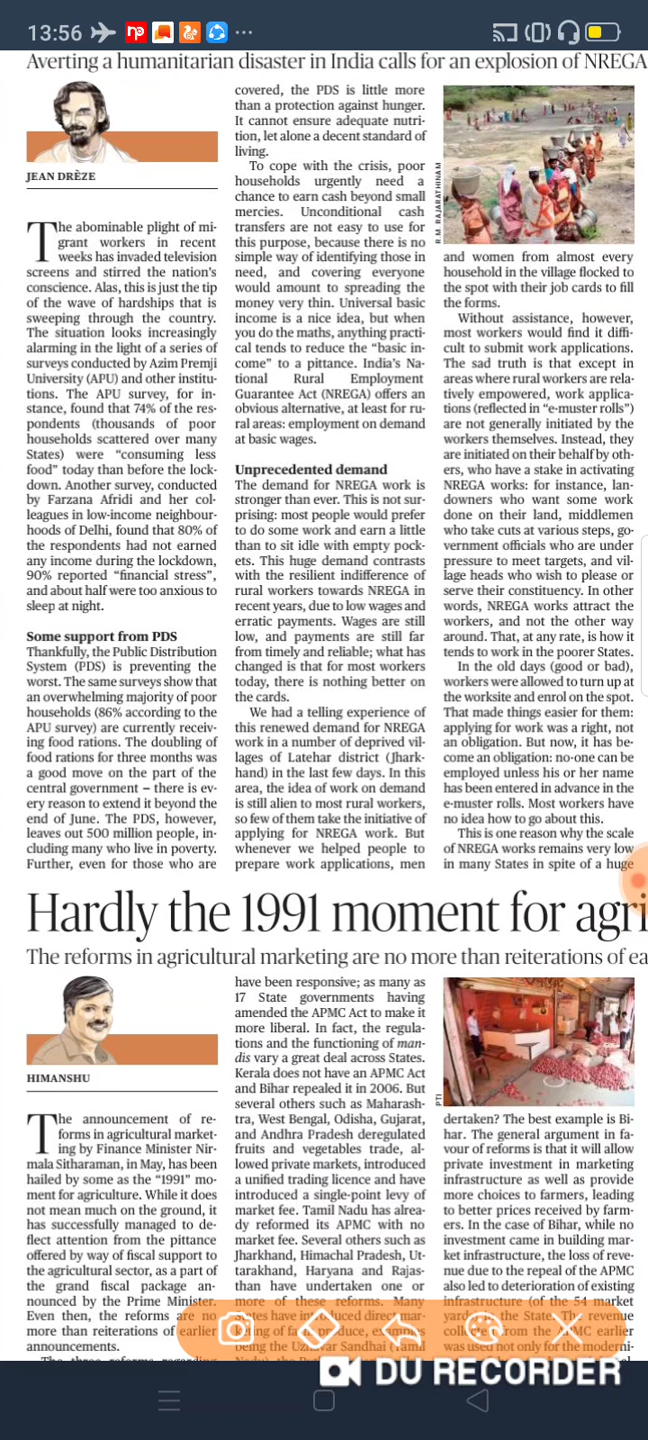 13:56
Averting a humanitarian disaster in India calls for an explosion of NREGA
JEAN DRÈZE
The abominable plight of mi-
grant workers in recent
weeks has invaded television
screens and stirred the nation's
conscience. Alas, this is just the tip
of the wave of hardships that is
sweeping through the country.
The situation looks increasingly
alarming in the light of a series of
surveys conducted by Azim Premji
University (APU) and other institu-
tions. The APU survey, for in-
stance, found that 74% of the res-
pondents (thousands of poor
households scattered over many
States) were “consuming less
food” today than before the lock-
down. Another survey, conducted
by Farzana Afridi and her col-
leagues in low-income neighbour-
hoods of Delhi, found that 80% of
the respondents had not earned
any income during the lockdown,
90% reported “financial stress”,
and about half were too anxious to
sleep at night.
Some support from PDS
Thankfully, the Public Distribution
System (PDS) is preventing the
worst. The same surveys show that
an overwhelming majority of poor
households (86% according to the
APU survey) are currently receiv-
ing food rations. The doubling of
food rations for three months was
a good move on the part of the
central government – there is ev-
ery reason to extend it beyond the
end of June. The PDS, however,
leaves out 500 million people, in-
cluding many who live in poverty.
Further, even for those who are
covered, the PDS is little more
than a protection against hunger.
It cannot ensure adequate nutri-
tion, let alone a decent standard of
living.
To cope with the crisis, poor
households urgently need a
chance to earn cash beyond small
mercies. Unconditional cash
transfers are not easy to use for
this purpose, because there is no
simple way of identifying those in
need, and covering everyone
would amount to spreading the
money very thin. Universal basic
income is a nice idea, but when
you do the maths, anything practi-
cal tends to reduce the “basic in-
come” to a pittance. India's Na-
tional Rural Employment
Guarantee Act (NREGA) offers an
obvious alternative, at least for ru-
ral areas: employment on demand
at basic wages.
Unprecedented demand
The demand for NREGA work is
stronger than ever. This is not sur-
prising: most people would prefer
to do some work and earn a little
than to sit idle with empty pock-
ets. This huge demand contrasts
with the resilient indifference of
rural workers towards NREGA in
recent years, due to low wages and
erratic payments. Wages are still
low, and payments are still far
from timely and reliable; what has
changed is that for most workers
today, there is nothing better on
the cards.
We had a telling experience of
this renewed demand for NREGA
work in a number of deprived vil-
lages of Latehar district (Jhark-
hand) in the last few days. In this
area, the idea of work on demand
is still alien to most rural workers,
so few of them take the initiative of
applying for NREGA work. But
whenever we helped people to
prepare work applications, men
R.M. RAJARATHINAM
and women from almost every
household in the village flocked to
the spot with their job cards to fill
the forms.
Without assistance, however,
most workers would find it diffi-
cult to submit work applications.
The sad truth is that except in
areas where rural workers are rela-
tively empowered, work applica-
tions (reflected in “e-muster rolls”)
are not generally initiated by the
workers themselves. Instead, they
are initiated on their behalf by oth-
ers, who have a stake in activating
NREGA works: for instance, lan-
downers who want some work
done on their land, middlemen
who take cuts at various steps, go-
vernment officials who are under
pressure to meet targets, and vil-
lage heads who wish to please or
serve their constituency. In other
words, NREGA works attract the
workers, and not the other way
around. That, at any rate, is how it
tends to work in the poorer States.
In the old days (good or bad),
workers were allowed to turn up at
the worksite and enrol on the spot.
That made things easier for them:
applying for work was a right, not
an obligation. But now, it has be-
come an obligation: no-one can be
employed unless his or her name
has been entered in advance in the
e-muster rolls. Most workers have
no idea how to go about this.
This is one reason why the scale
of NREGA works remains very low
in many States in spite of a huge
Hardly the 1991 moment for agri
The reforms in agricultural marketing are no more than reiterations of ea
HIMANSHU
The announcement of re-
forms in agricultural market-
ing by Finance Minister Nir-
mala Sitharaman, in May, has been
hailed by some as the “1991” mo-
ment for agriculture. While it does
not mean much on the ground, it
has successfully managed to de-
flect attention from the pittance
offered by way of fiscal support to
the agricultural sector, as a part of
the grand fiscal package an-
nounced by the Prime Minister.
Even then, the reforms are no
more than reiterations of earlier
announcements.
The three reforms regarding
have been responsive; as many as
17 State governments having
amended the APMC Act to make it
more liberal. In fact, the regula-
tions and the functioning of man-
dis vary a great deal across States.
Kerala does not have an APMC Act
and Bihar repealed it in 2006. But
several others such as Maharash-
tra, West Bengal, Odisha, Gujarat,
and Andhra Pradesh deregulated
fruits and vegetables trade, al-
lowed private markets, introduced
a unified trading licence and have
introduced a single-point levy of
market fee. Tamil Nadu has alrea-
dy reformed its APMC with no
market fee. Several others such as
Jharkhand, Himachal Pradesh, Ut-
tarakhand, Haryana and Rajas-
than have undertaken one or
more of these reforms. Many
States have introduced direct mar-
keting of farm produce, examples
being the Uzhavar Sandhai (Tamil
PTI
dertaken? The best example is Bi-
har. The general argument in fa-
vour of reforms is that it will allow
private investment in marketing
infrastructure as well as provide
more choices to farmers, leading
to better prices received by farm-
ers. In the case of Bihar, while no
investment came in building mar-
ket infrastructure, the loss of reve-
nue due to the repeal of the APMC
also led to deterioration of existing
infrastructure (of the 54 market
yards in the State. The revenue
collected from the APMC earlier
was used not only for the moderni-
DU RECORDER